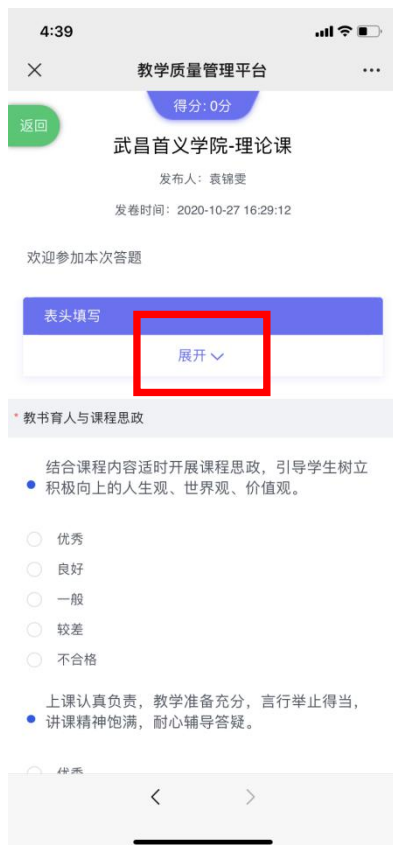 4:39
教学质量管理平台
得分: 0分
返回
武昌首义学院-理论课
发布人：袁锦雯
发卷时间：2020-10-27 16:29:12
欢迎参加本次答题
表头填写
展开
* 教书育人与课程思政
结合课程内容适时开展课程思政，引导学生树立
积极向上的人生观、世界观、价值观。
优秀
良好
一般
较差
不合格
上课认真负责，教学准备充分，言行举止得当，
讲课精神饱满，耐心辅导答疑。
优秀